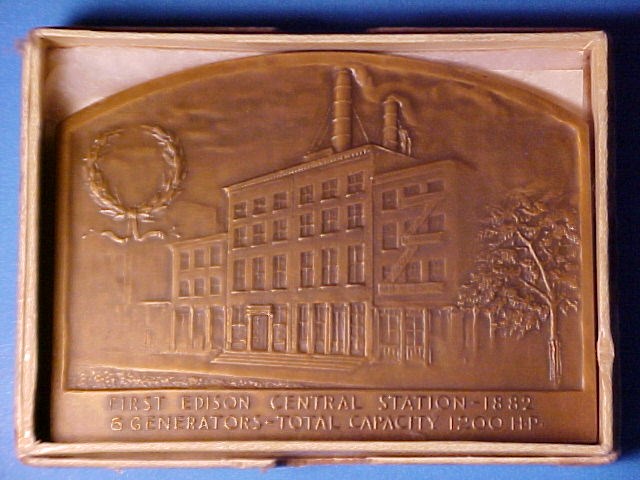 FIRST EDISON CENTRAL STATION-1882
6 GENERATORS-TOTAL CAPACITY 1200 H·P·